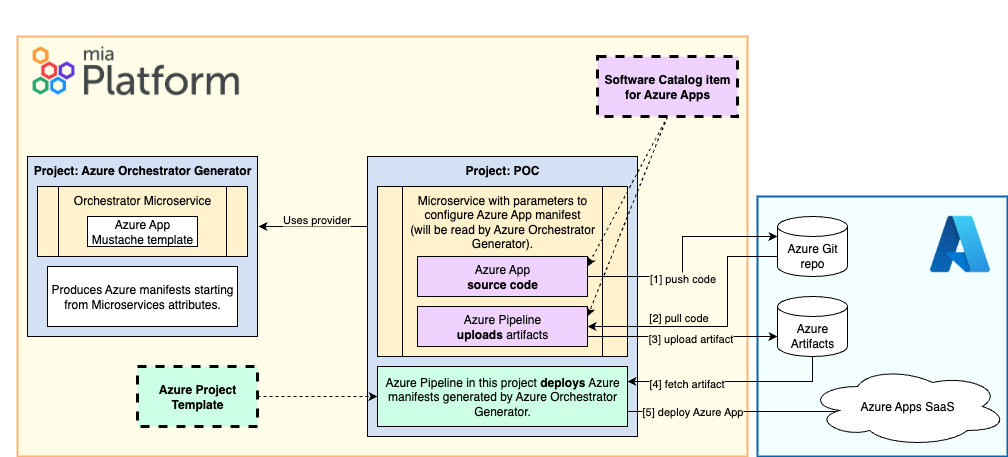 mia
Platform
Software Catalog item
for Azure Apps
Project: Azure Orchestrator Generator
Orchestrator Microservice
Azure App
Mustache template
Produces Azure manifests starting
from Microservices attributes.
Uses provider
Project: POC
Microservice with parameters to
configure Azure App manifest
(will be read by Azure Orchestrator
Generator).
Azure App
source code
[1] push code
Azure Git
repo
Azure Pipeline
uploads artifacts
[2] pull code
[3] upload artifact
Azure
Artifacts
Azure Project
Template
Azure Pipeline in this project deploys Azure
manifests generated by Azure Orchestrator
Generator.
[4] fetch artifact
[5] deploy Azure App
Azure Apps SaaS